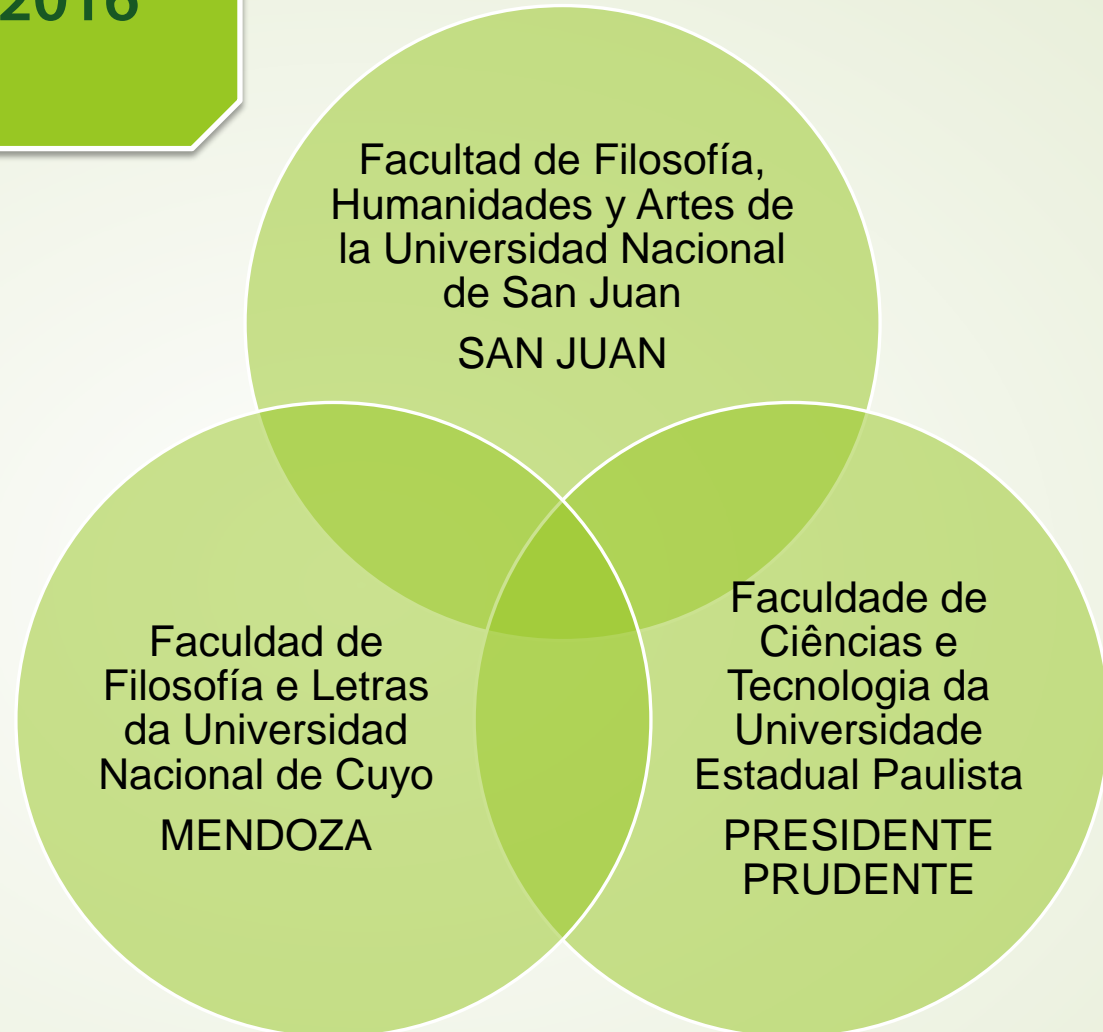 2016
Facultad de Filosofía,
Humanidades y Artes de
la Universidad Nacional
de San Juan
SAN JUAN
Faculdad de
Filosofía e Letras
da Universidad
Nacional de Cuyo
MENDOZA
Faculdade de
Ciências e
Tecnologia da
Universidade
Estadual Paulista
PRESIDENTE
PRUDENTE